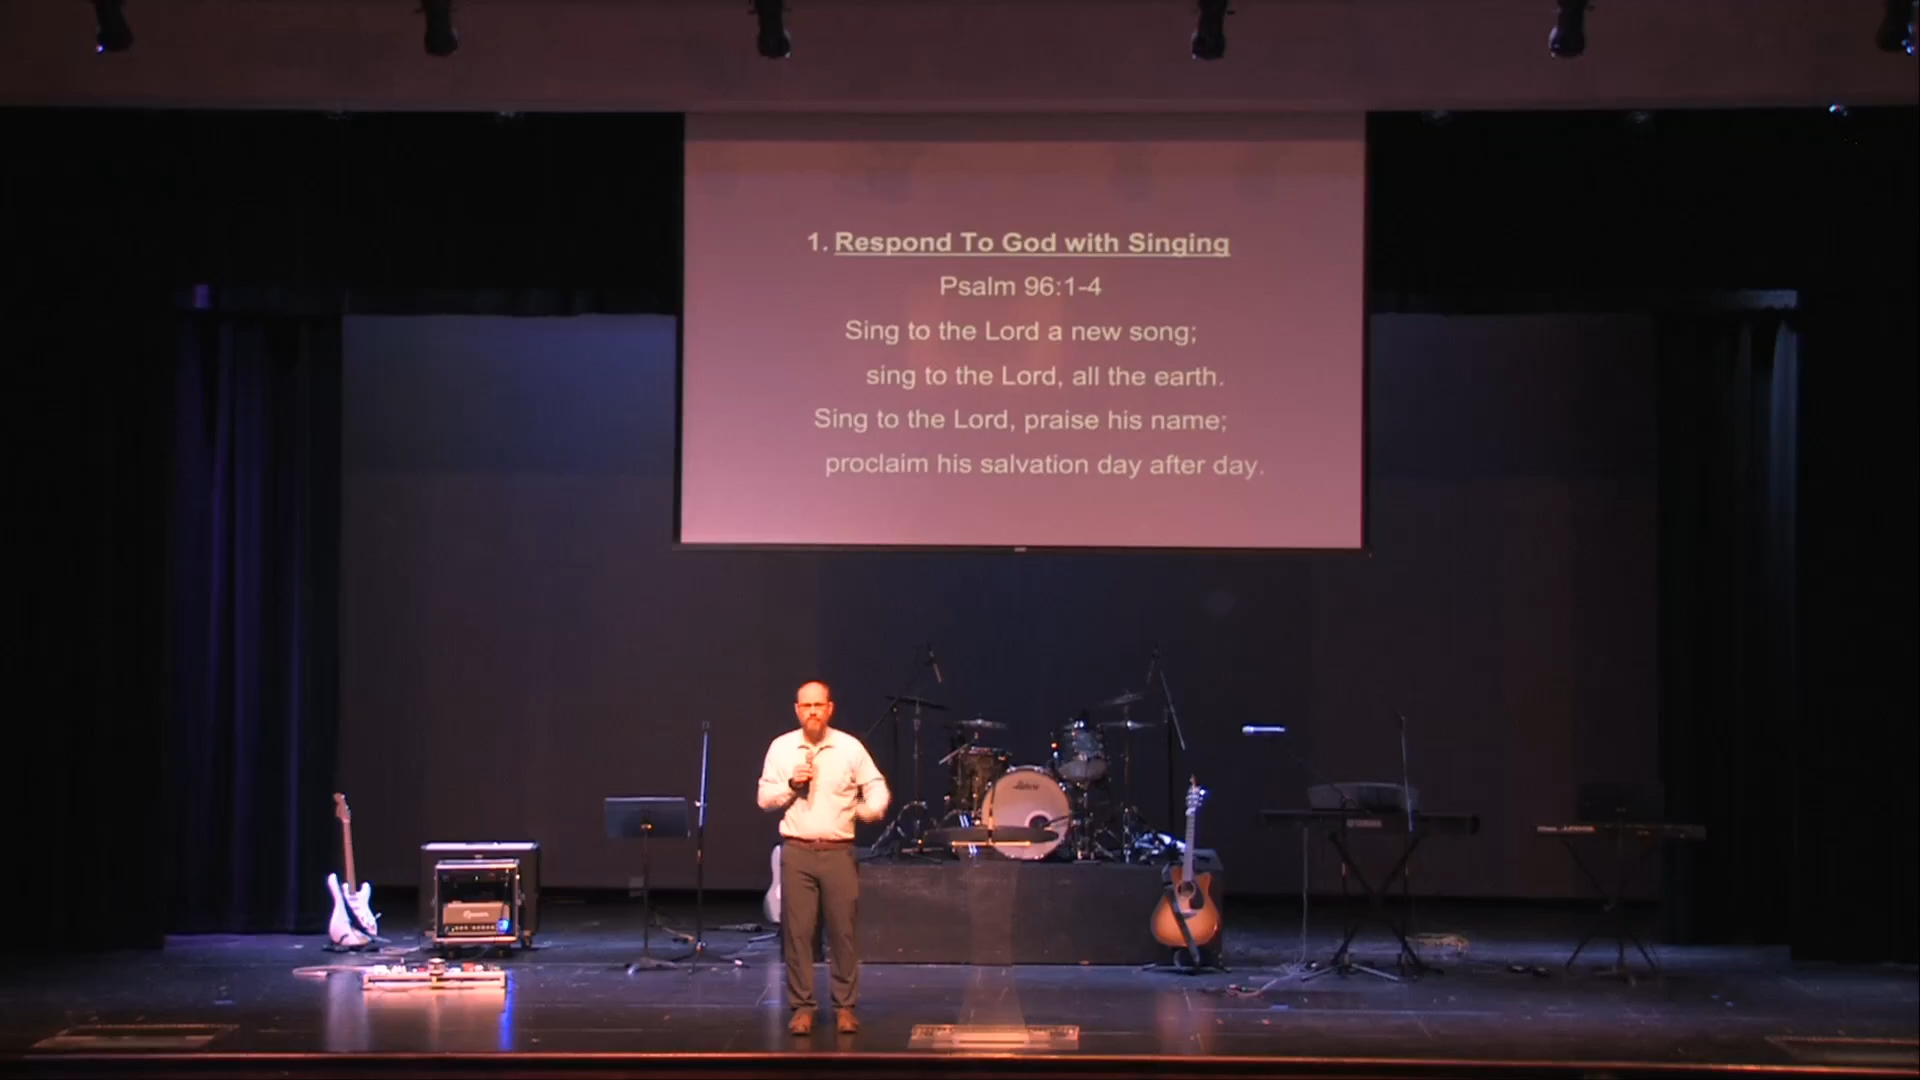 1. Respond To God with Singing
Psalm 96:1-4
Sing to the Lord a new song;
sing to the Lord, all the earth.
Sing to the Lord, praise his name;
proclaim his salvation day after day.
YAMAHA